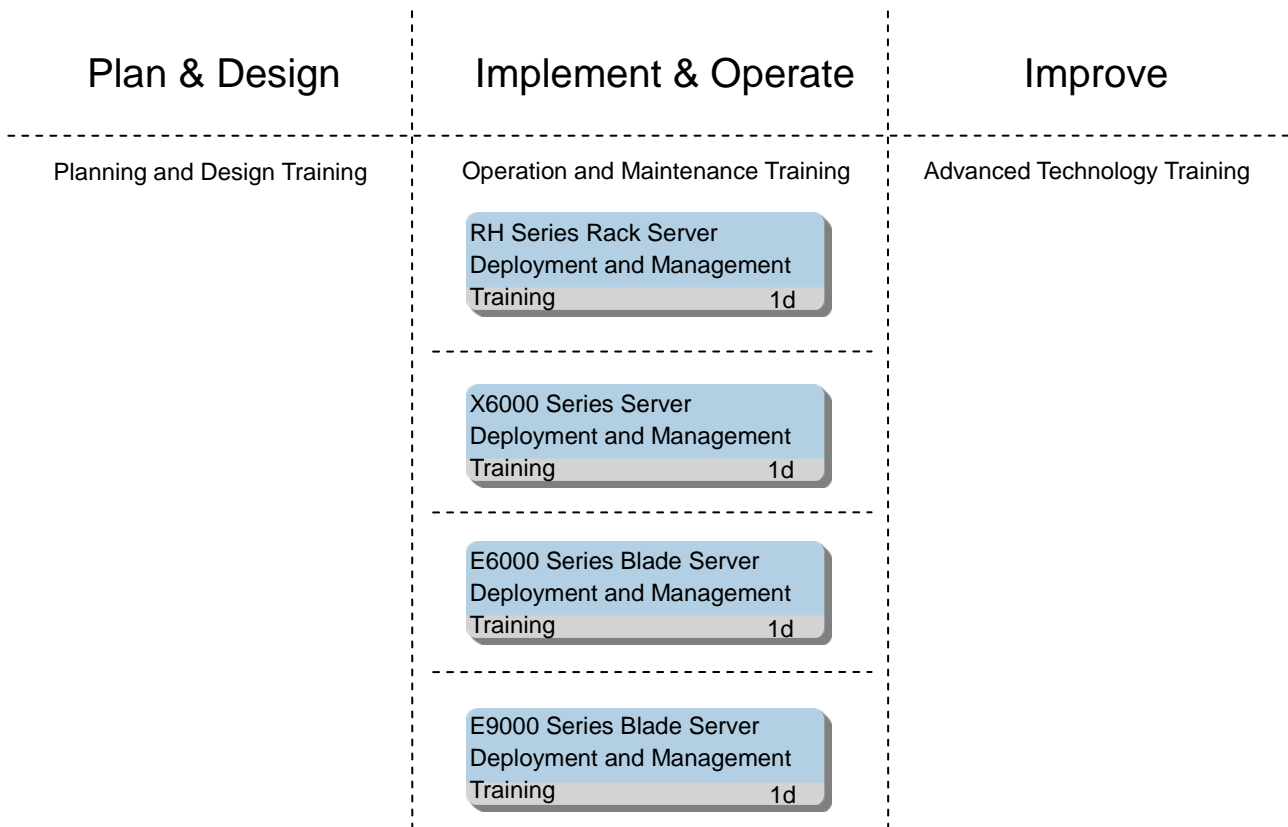 Plan & Design
Implement & Operate
Improve
Planning and Design Training
Operation and Maintenance Training
Advanced Technology Training
RH Series Rack Server
Deployment and Management
Training 1d
X6000 Series Server
Deployment and Management
Training 1d
E6000 Series Blade Server
Deployment and Management
Training 1d
E9000 Series Blade Server
Deployment and Management
Training 1d